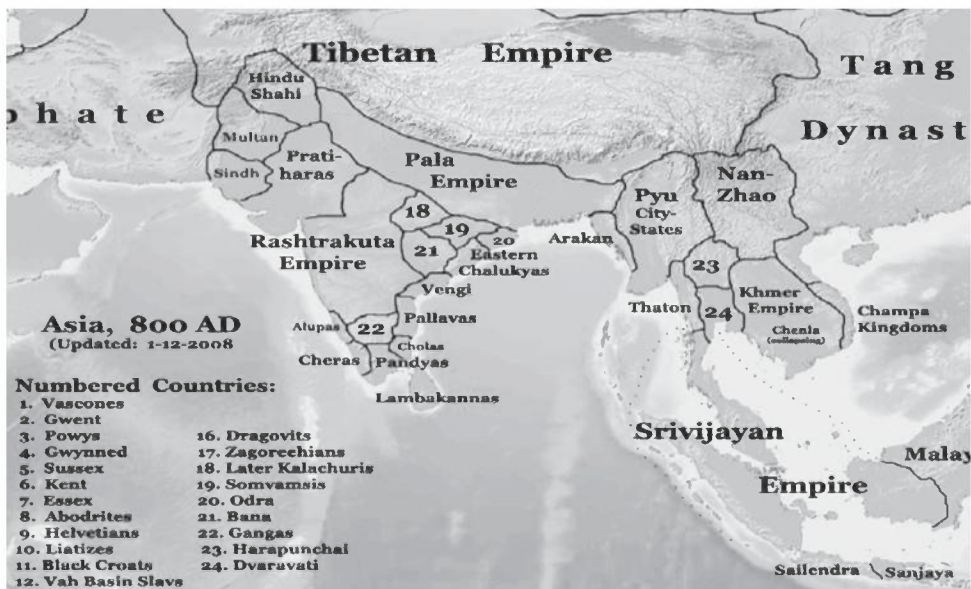 Tibetan Empire
Tang
Dynast
phate
Hindu
Shahi
Multan
Sindh
Prati-
haras
Pala
Empire
18
19
20
21
Rashtrakuta
Empire
Eastern
Chalukyas
Vengi
Pallavas
Alupas
22
Cholas
Cheras
Pandyas
Lambakannas
Arakan
Pyu
City-
States
Nan-
Zhao
23
Thaton
24
Khmer
Empire
Chenla
(collapsing)
Champa
Kingdoms
Srivijayan
Empire
Malay
Sailendra
Sanjaya
Asia, 800 AD
(Updated: 1-12-2008
Numbered Countries:
1. Vascones
2. Gwent
3. Powys
4. Gwynned
5. Sussex
6. Kent
7. Essex
8. Abodrites
9. Helvetians
10. Liatizes
11. Black Croats
12. Vah Basin Slavs
16. Dragovits
17. Zagorechians
18. Later Kalachuris
19. Somvamsis
20. Odra
21. Bana
22. Gangas
23. Harapunchai
24. Dvaravati